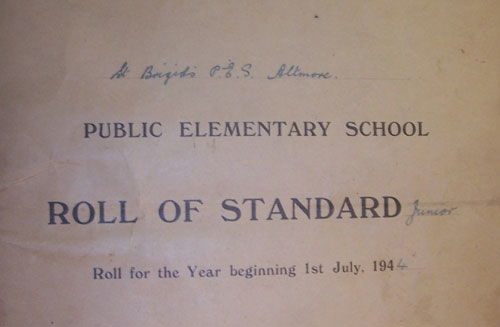 St Brigid's P.E.S. Altmore.
PUBLIC ELEMENTARY SCHOOL
ROLL OF STANDARD Junior
Roll for the Year beginning 1st July, 1944